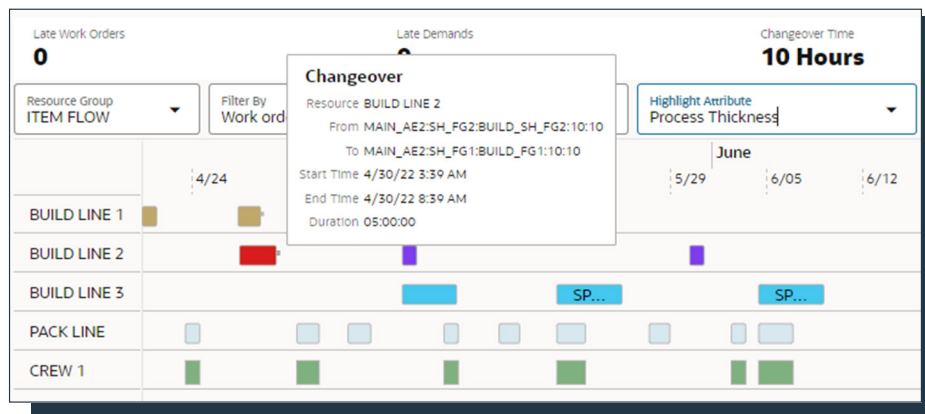 Late Work Orders
Late Demands
Changeover Time
0
10 Hours
Resource Group
ITEM FLOW
Filter By
Work ord
Highlight Attribute
Process Thickness
Changeover
Resource BUILD LINE 2
From MAIN_AE2:SH_FG2:BUILD_SH_FG2:10:10
To MAIN_AE2:SH_FG1:BUILD_FG1:10:10
Start Time 4/30/22 3:39 AM
End Time 4/30/22 8:39 AM
Duration 05:00:00
June
4/24
5/29
6/05
6/12
BUILD LINE 1
BUILD LINE 2
BUILD LINE 3
SP...
SP...
PACK LINE
CREW 1